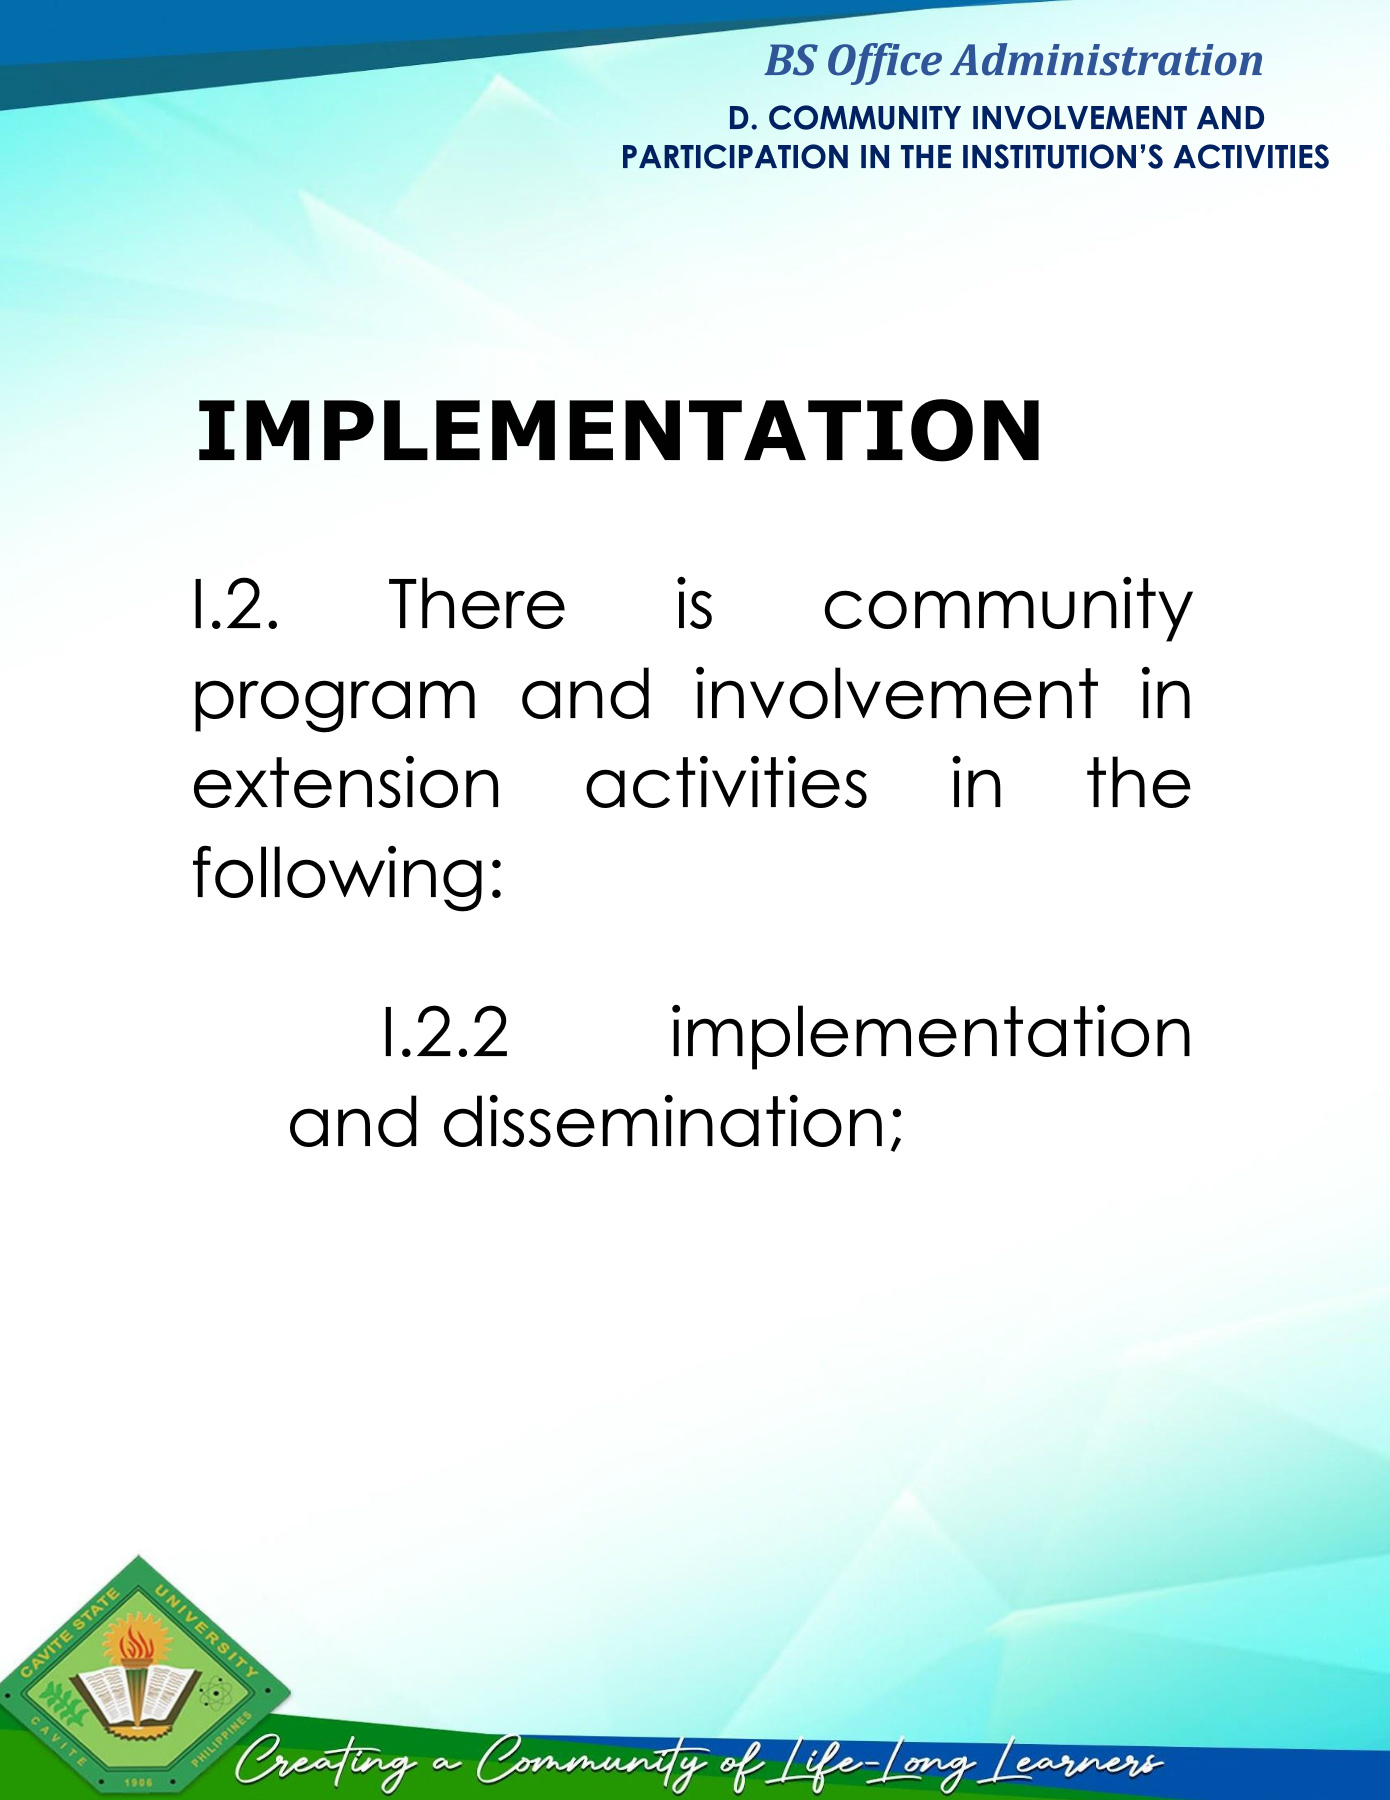 BS Office Administration
D. COMMUNITY INVOLVEMENT AND
PARTICIPATION IN THE INSTITUTION’S ACTIVITIES
IMPLEMENTATION
I.2. There is community
program and involvement in
extension activities in the
following:
I.2.2 implementation
and dissemination;
CAVITE STATE UNIVERSITY
CAVITE
PHILIPPINES
1906
Creating a Community of Life-Long Learners